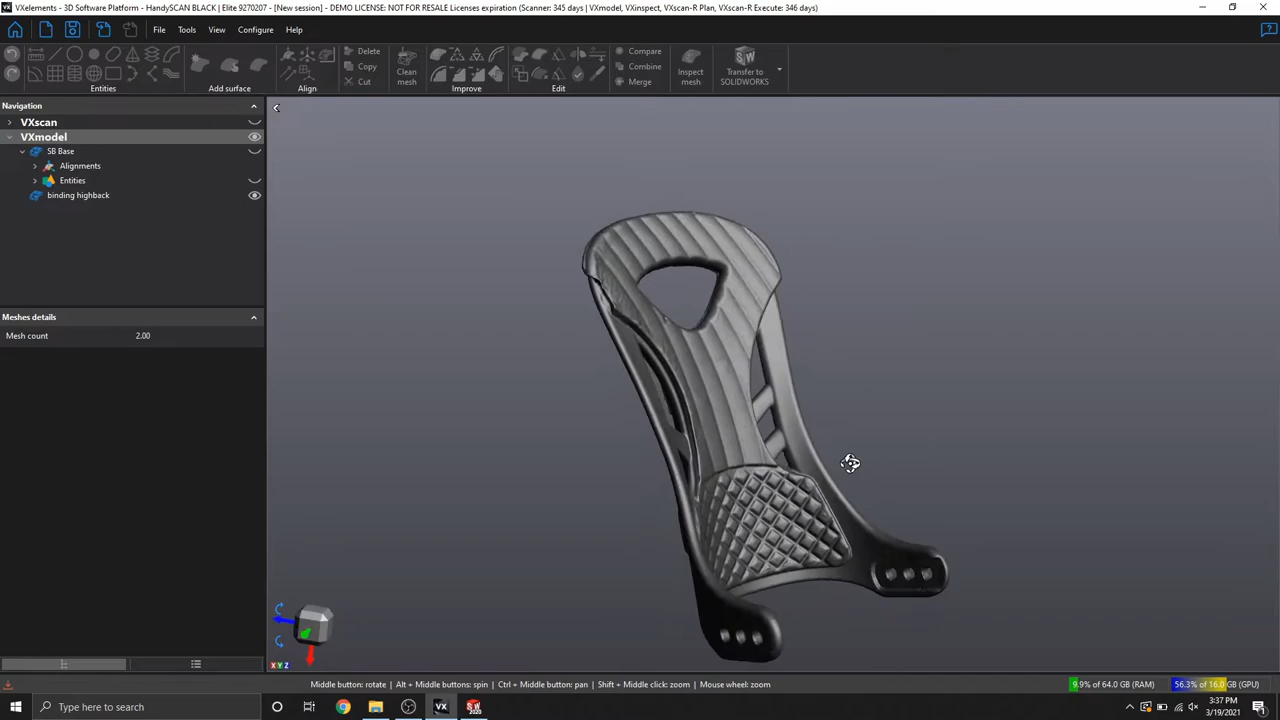 VXelements - 3D Software Platform - HandySCAN BLACK | Elite 9270207 - [New session] - DEMO LICENSE: NOT FOR RESALE Licenses expiration (Scanner: 345 days | VXmodel, VXinspect, VXscan-R Plan, VXscan-R Execute: 346 days)
File Tools View Configure Help
Delete
Copy
Cut
Clean mesh
Compare
Combine
Merge
Inspect mesh
Transfer to SOLIDWORKS
Entities Add surface Align Improve Edit
Navigation
VXscan
VXmodel
SB Base
Alignments
Entities
binding highback
Meshes details
Mesh count 2.00
X Y Z
Middle button: rotate | Alt + Middle button: spin | Ctrl + Middle button: pan | Shift + Middle click: zoom | Mouse wheel: zoom
9.9% of 64.0 GB (RAM) 56.3% of 16.0 GB (GPU)
Type here to search
VX
SW
2020
3:37 PM
3/19/2021